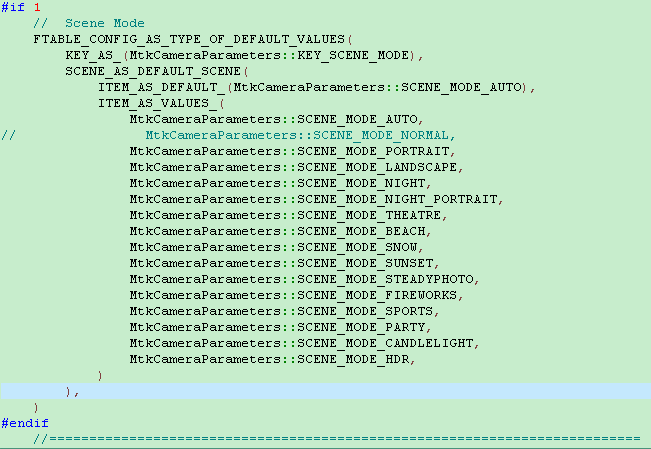 #if 1
    //  Scene Mode
    FTABLE_CONFIG_AS_TYPE_OF_DEFAULT_VALUES(
        KEY_AS_(MtkCameraParameters::KEY_SCENE_MODE),
        SCENE_AS_DEFAULT_SCENE(
            ITEM_AS_DEFAULT_(MtkCameraParameters::SCENE_MODE_AUTO),
            ITEM_AS_VALUES_(
                MtkCameraParameters::SCENE_MODE_AUTO,
//                MtkCameraParameters::SCENE_MODE_NORMAL,
                MtkCameraParameters::SCENE_MODE_PORTRAIT,
                MtkCameraParameters::SCENE_MODE_LANDSCAPE,
                MtkCameraParameters::SCENE_MODE_NIGHT,
                MtkCameraParameters::SCENE_MODE_NIGHT_PORTRAIT,
                MtkCameraParameters::SCENE_MODE_THEATRE,
                MtkCameraParameters::SCENE_MODE_BEACH,
                MtkCameraParameters::SCENE_MODE_SNOW,
                MtkCameraParameters::SCENE_MODE_SUNSET,
                MtkCameraParameters::SCENE_MODE_STEADYPHOTO,
                MtkCameraParameters::SCENE_MODE_FIREWORKS,
                MtkCameraParameters::SCENE_MODE_SPORTS,
                MtkCameraParameters::SCENE_MODE_PARTY,
                MtkCameraParameters::SCENE_MODE_CANDLELIGHT,
                MtkCameraParameters::SCENE_MODE_HDR,
            )
        ),
    )
#endif
    //==========================================================================